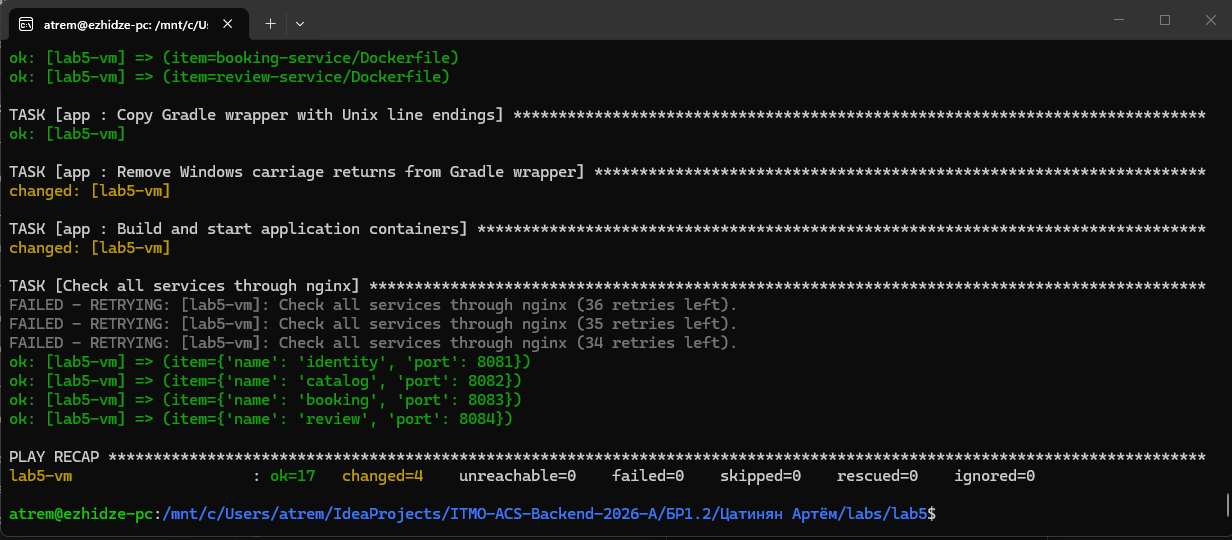 atrem@ezhidze-pc: /mnt/c/Us
ok: [lab5-vm] => (item=booking-service/Dockerfile)
ok: [lab5-vm] => (item=review-service/Dockerfile)
TASK [app : Copy Gradle wrapper with Unix line endings] *****************************************************************************
ok: [lab5-vm]
TASK [app : Remove Windows carriage returns from Gradle wrapper] ********************************************************************
changed: [lab5-vm]
TASK [app : Build and start application containers] *********************************************************************************
changed: [lab5-vm]
TASK [Check all services through nginx] *********************************************************************************************
FAILED - RETRYING: [lab5-vm]: Check all services through nginx (36 retries left).
FAILED - RETRYING: [lab5-vm]: Check all services through nginx (35 retries left).
FAILED - RETRYING: [lab5-vm]: Check all services through nginx (34 retries left).
ok: [lab5-vm] => (item={'name': 'identity', 'port': 8081})
ok: [lab5-vm] => (item={'name': 'catalog', 'port': 8082})
ok: [lab5-vm] => (item={'name': 'booking', 'port': 8083})
ok: [lab5-vm] => (item={'name': 'review', 'port': 8084})
PLAY RECAP **************************************************************************************************************************
lab5-vm                    : ok=17   changed=4    unreachable=0    failed=0    skipped=0    rescued=0    ignored=0
atrem@ezhidze-pc:/mnt/c/Users/atrem/IdeaProjects/ITMO-ACS-Backend-2026-A/БР1.2/Цатинян Артём/labs/lab5$